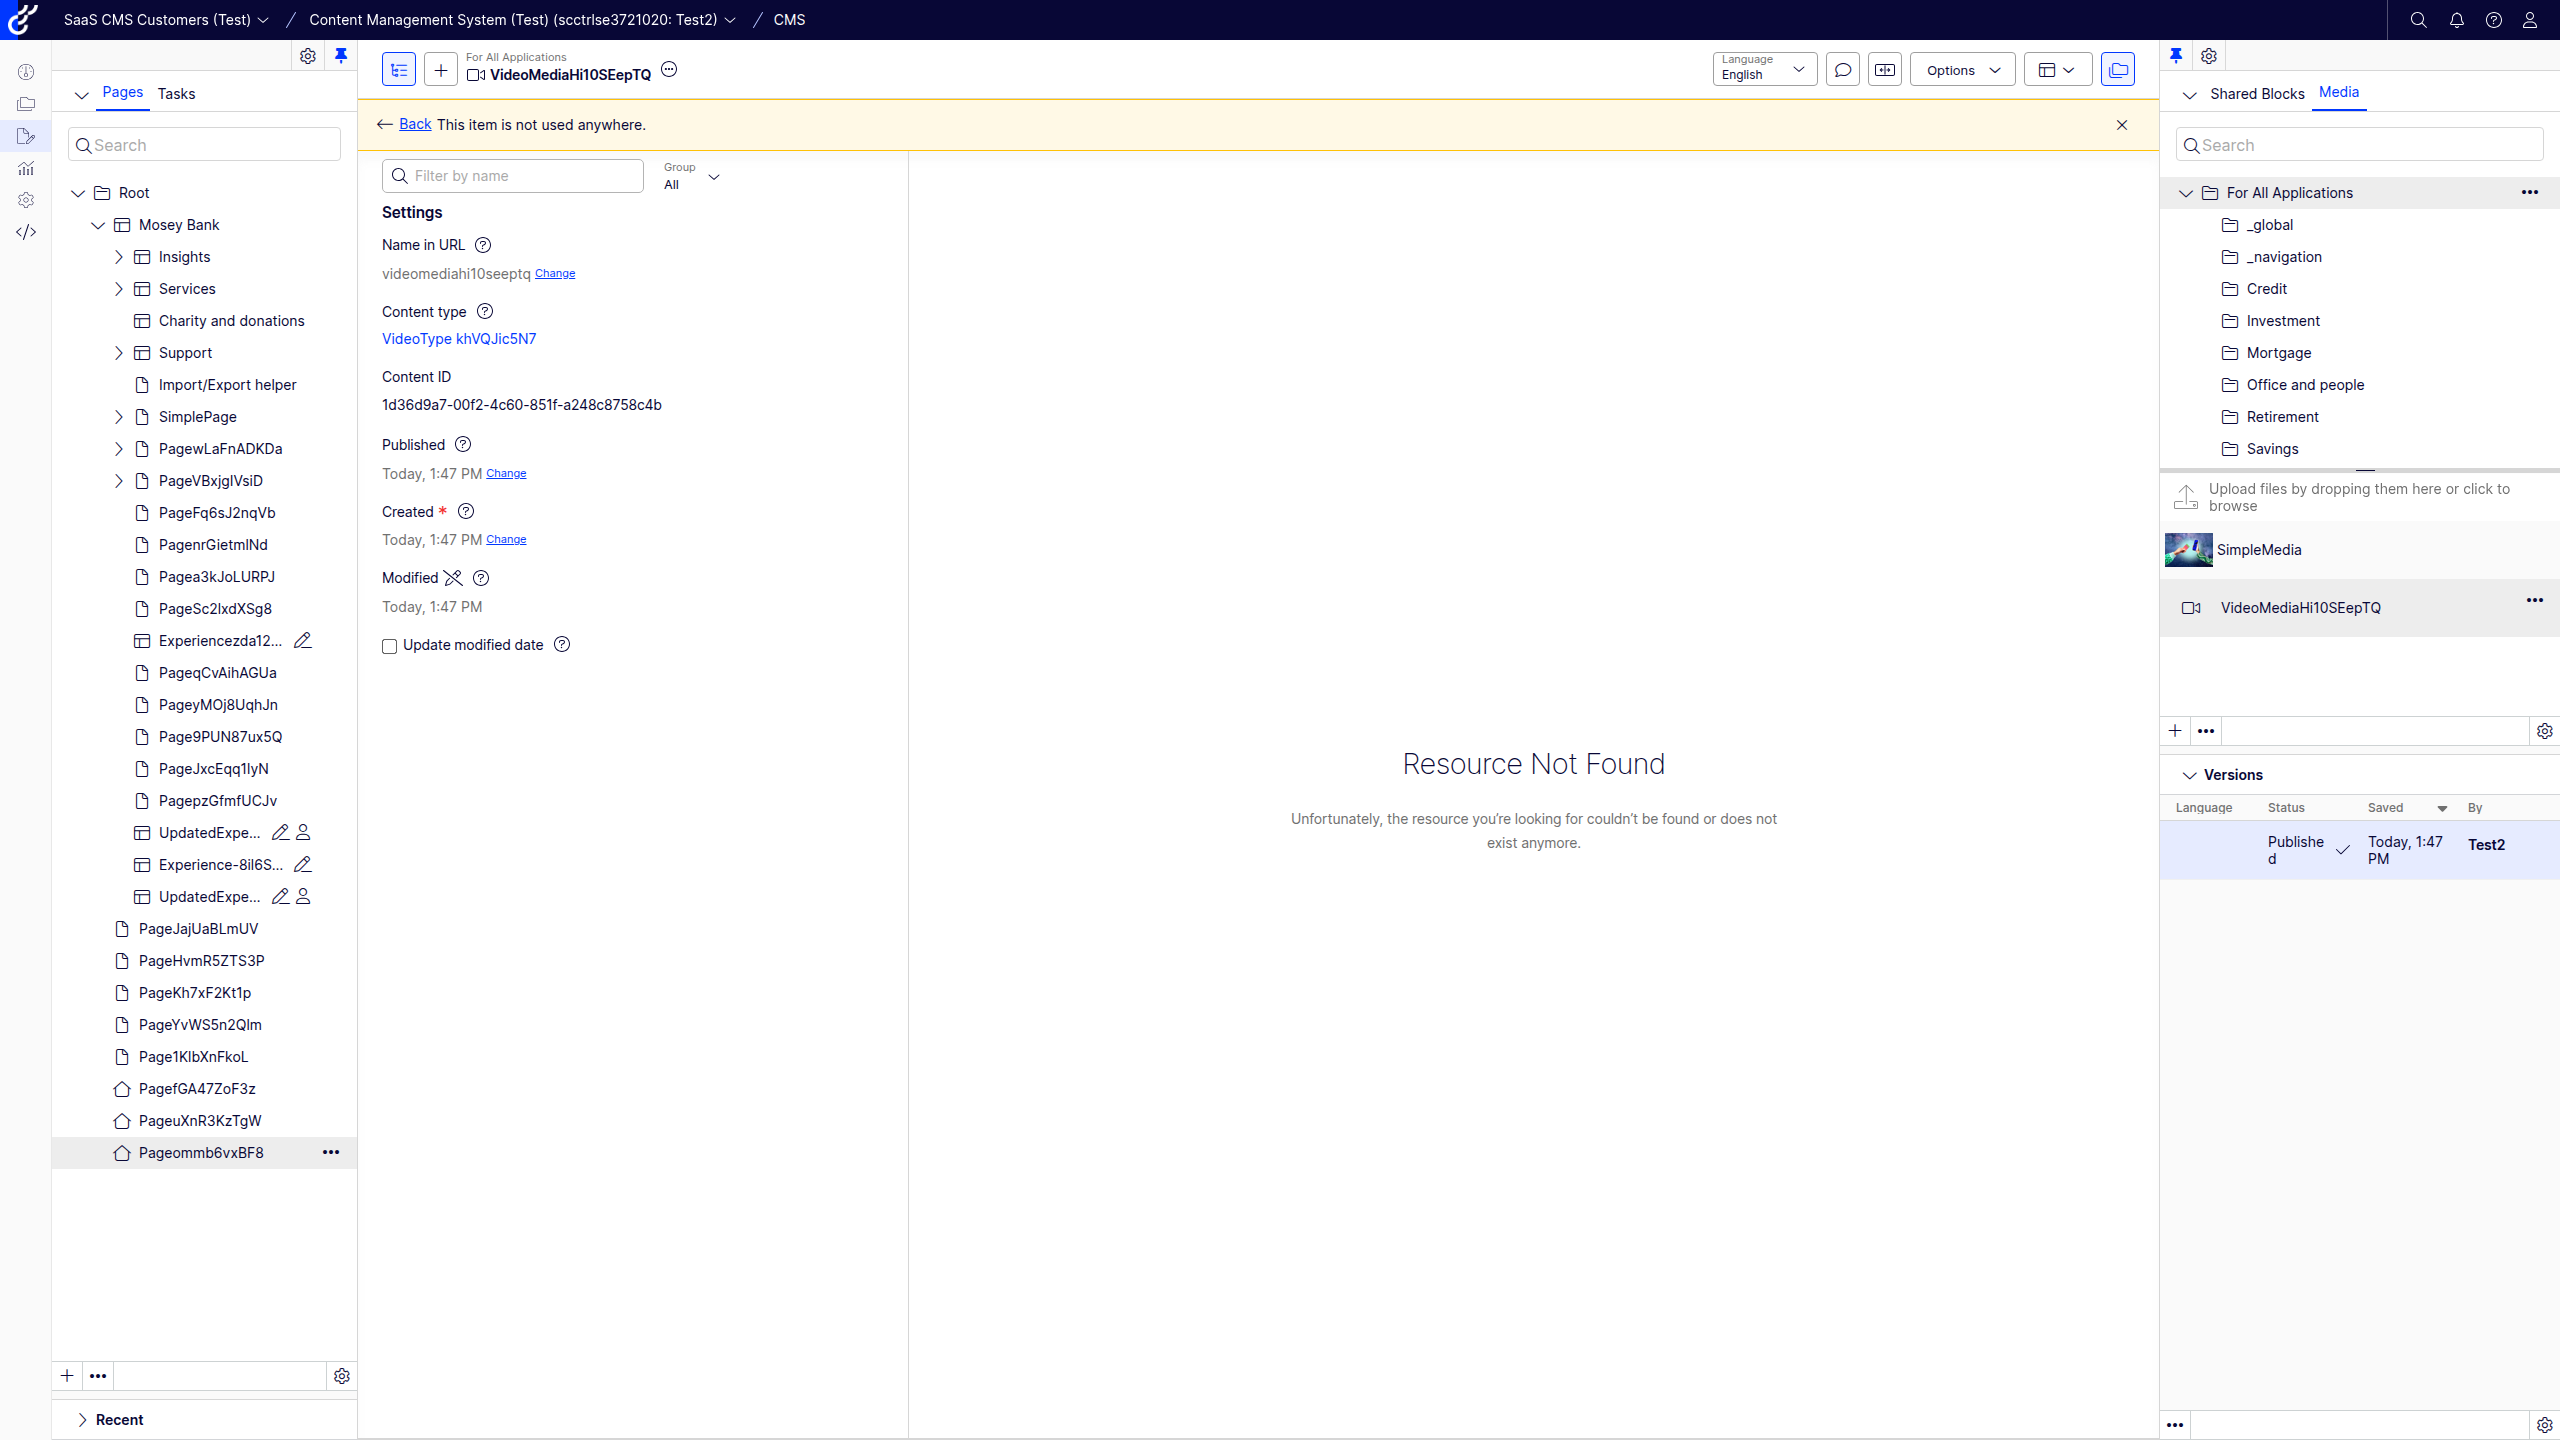 SaaS CMS Customers (Test)
Content Management System (Test) (scctrlse3721020: Test2)
CMS
Pages
Tasks
Search
Root
Mosey Bank
Insights
Services
Charity and donations
Support
Import/Export helper
SimplePage
PagewLaFnADKDa
PageVBxjglVsiD
PageFq6sJ2nqVb
PagenrGietmlNd
Pagea3kJoLURPJ
PageSc2lxdXSg8
Experiencezda12...
PageqCvAihAGUa
PageyMOj8UqhJn
Page9PUN87ux5Q
PageJxcEqq1lyN
PagepzGfmfUCJv
UpdatedExpe...
Experience-8il6S...
UpdatedExpe...
PageJajUaBLmUV
PageHvmR5ZTS3P
PageKh7xF2Kt1p
PageYvWS5n2Qlm
Page1KlbXnFkoL
PagefGA47ZoF3z
PageuXnR3KzTgW
Pageommb6vxBF8
Recent
For All Applications
VideoMediaHi10SEepTQ
Language
English
Options
Back This item is not used anywhere.
Filter by name
Group
All
Settings
Name in URL
videomediahi10seeptq Change
Content type
VideoType khVQJic5N7
Content ID
1d36d9a7-00f2-4c60-851f-a248c8758c4b
Published
Today, 1:47 PM Change
Created *
Today, 1:47 PM Change
Modified
Today, 1:47 PM
Update modified date
Resource Not Found
Unfortunately, the resource you're looking for couldn't be found or does not
exist anymore.
Shared Blocks
Media
Search
For All Applications
_global
_navigation
Credit
Investment
Mortgage
Office and people
Retirement
Savings
Upload files by dropping them here or click to
browse
SimpleMedia
VideoMediaHi10SEepTQ
Versions
Language Status Saved By
Publishe Today, 1:47 Test2
d PM